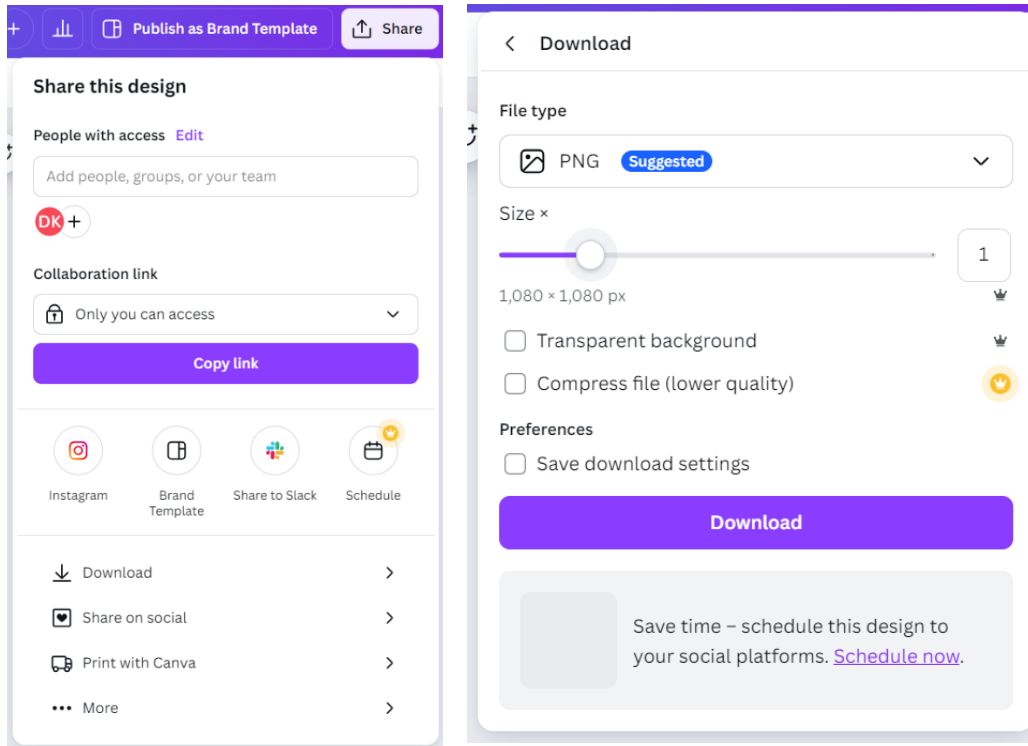 Publish as Brand Template
Share
Share this design
People with access Edit
Add people, groups, or your team
DK +
Collaboration link
Only you can access
Copy link
Instagram
Brand
Template
Share to Slack
Schedule
Download
Share on social
Print with Canva
More
Download
File type
PNG Suggested
Size ×
1
1,080 × 1,080 px
Transparent background
Compress file (lower quality)
Preferences
Save download settings
Download
Save time – schedule this design to
your social platforms. Schedule now.